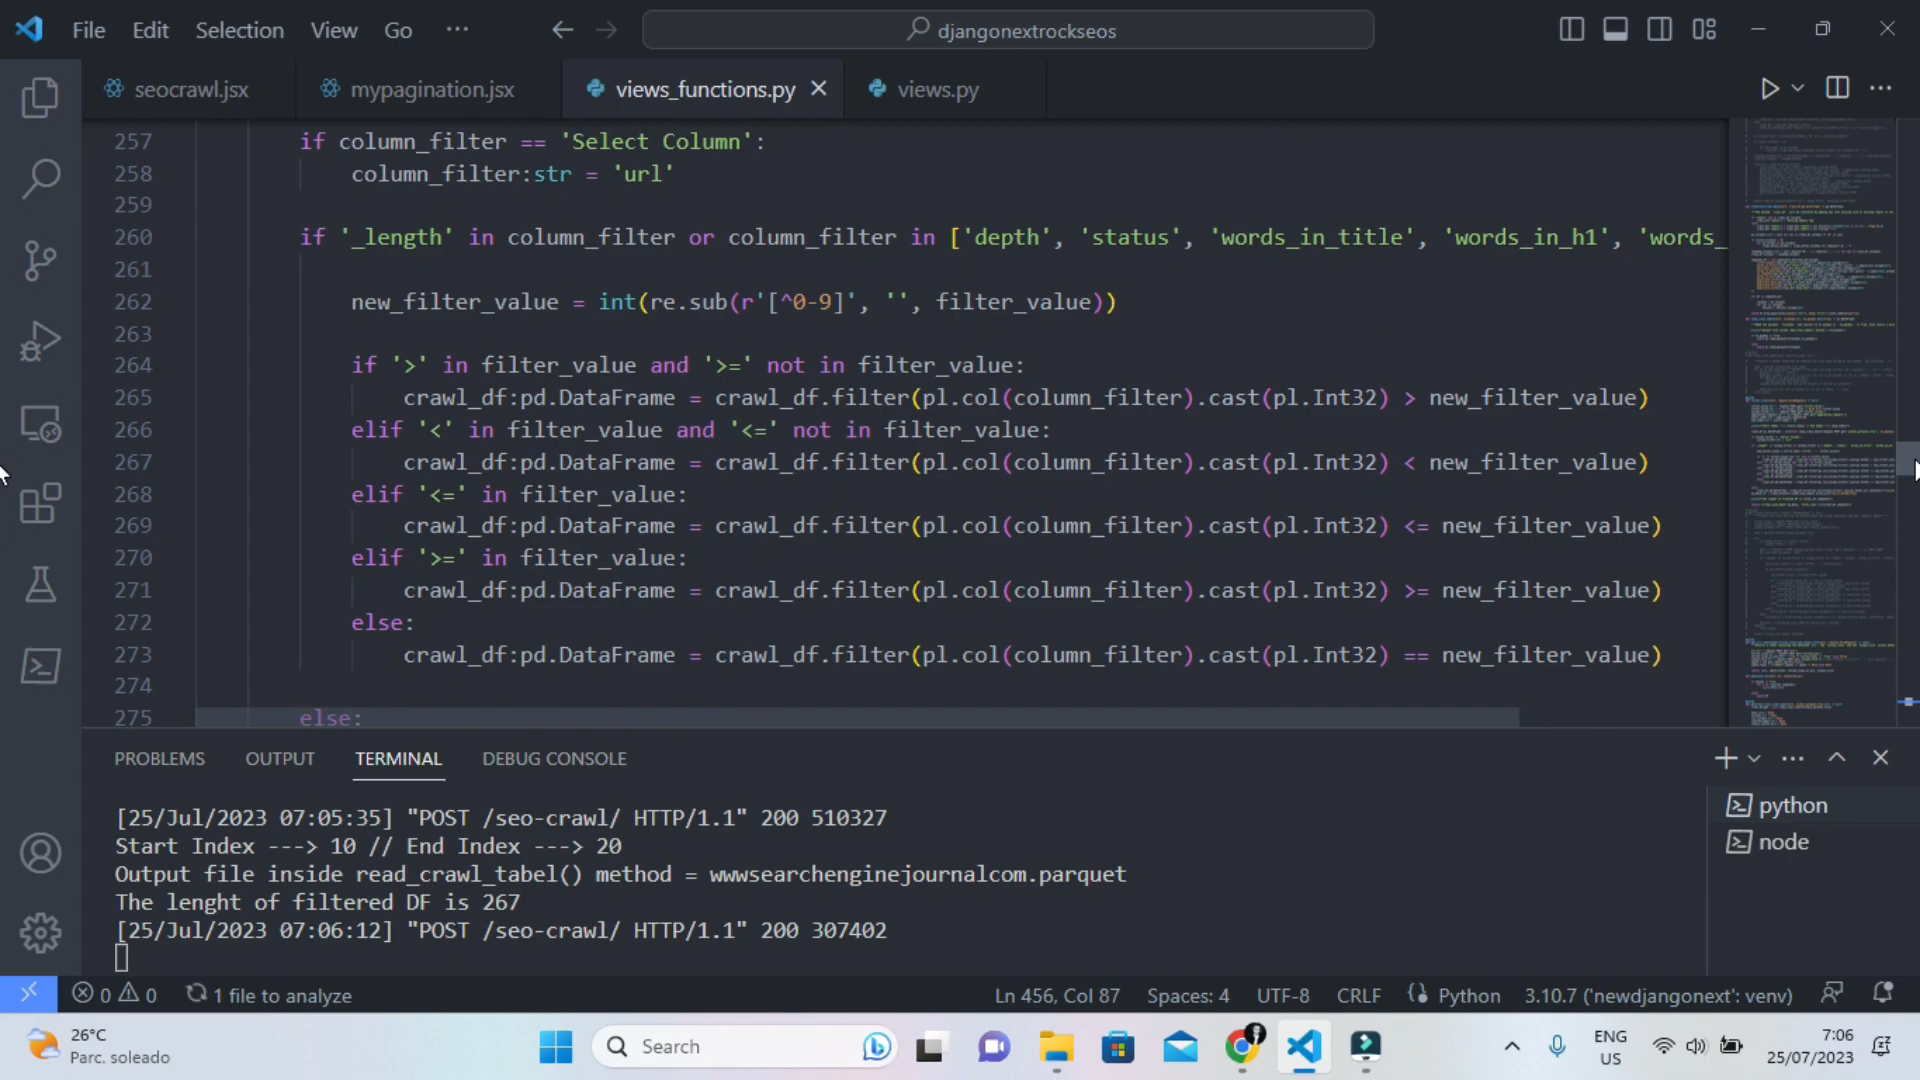 File Edit Selection View Go ··· djangonextrockseos
seocrawl.jsx mypagination.jsx views_functions.py views.py
257 if column_filter == 'Select Column':
258 column_filter:str = 'url'
259
260 if '_length' in column_filter or column_filter in ['depth', 'status', 'words_in_title', 'words_in_h1', 'words_
261
262 new_filter_value = int(re.sub(r'[^0-9]', '', filter_value))
263
264 if '>' in filter_value and '>=' not in filter_value:
265 crawl_df:pd.DataFrame = crawl_df.filter(pl.col(column_filter).cast(pl.Int32) > new_filter_value)
266 elif '<' in filter_value and '<=' not in filter_value:
267 crawl_df:pd.DataFrame = crawl_df.filter(pl.col(column_filter).cast(pl.Int32) < new_filter_value)
268 elif '<=' in filter_value:
269 crawl_df:pd.DataFrame = crawl_df.filter(pl.col(column_filter).cast(pl.Int32) <= new_filter_value)
270 elif '>=' in filter_value:
271 crawl_df:pd.DataFrame = crawl_df.filter(pl.col(column_filter).cast(pl.Int32) >= new_filter_value)
272 else:
273 crawl_df:pd.DataFrame = crawl_df.filter(pl.col(column_filter).cast(pl.Int32) == new_filter_value)
274
275 else:
PROBLEMS OUTPUT TERMINAL DEBUG CONSOLE
[25/Jul/2023 07:05:35] "POST /seo-crawl/ HTTP/1.1" 200 510327
Start Index ---> 10 // End Index ---> 20
Output file inside read_crawl_tabel() method = wwwsearchenginejournalcom.parquet
The lenght of filtered DF is 267
[25/Jul/2023 07:06:12] "POST /seo-crawl/ HTTP/1.1" 200 307402
python
node
0 0 1 file to analyze Ln 456, Col 87 Spaces: 4 UTF-8 CRLF Python 3.10.7 ('newdjangonext': venv)
26°C
Parc. soleado
Search
ENG
US
7:06
25/07/2023